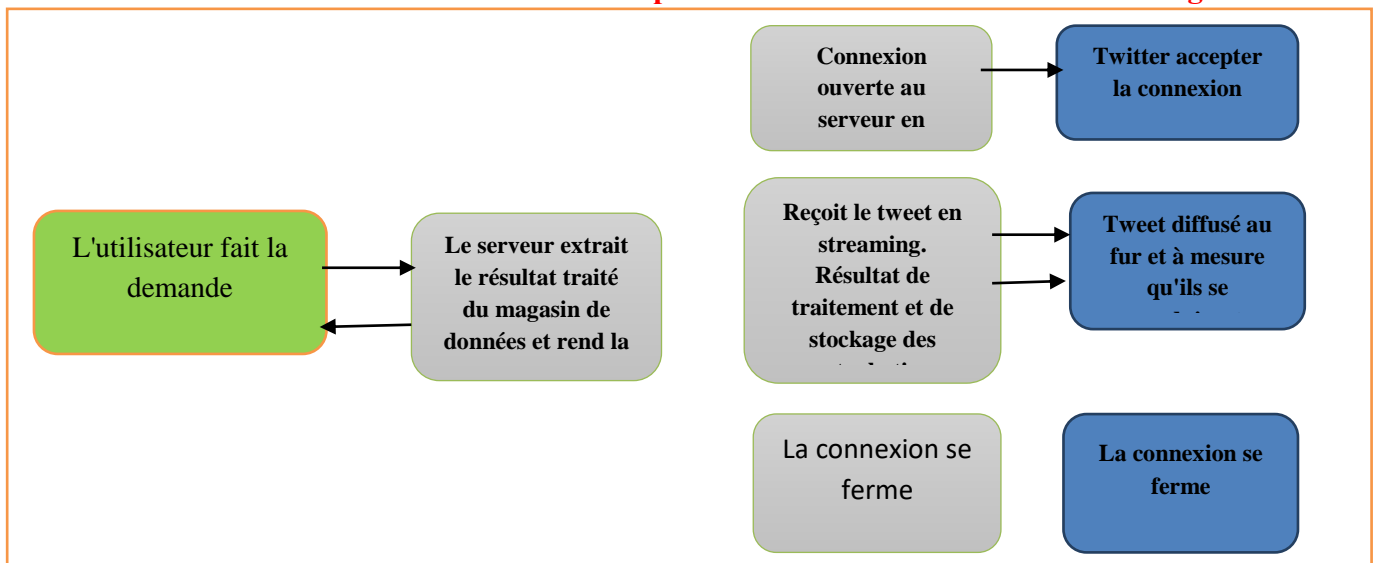 Connexion
ouverte au
serveur en
Twitter accepter
la connexion
L'utilisateur fait la
demande
Le serveur extrait
le résultat traité
du magasin de
données et rend la
Reçoit le tweet en
streaming.
Résultat de
traitement et de
stockage des
Tweet diffusé au
fur et à mesure
qu'ils se
La connexion se
ferme
La connexion se
ferme